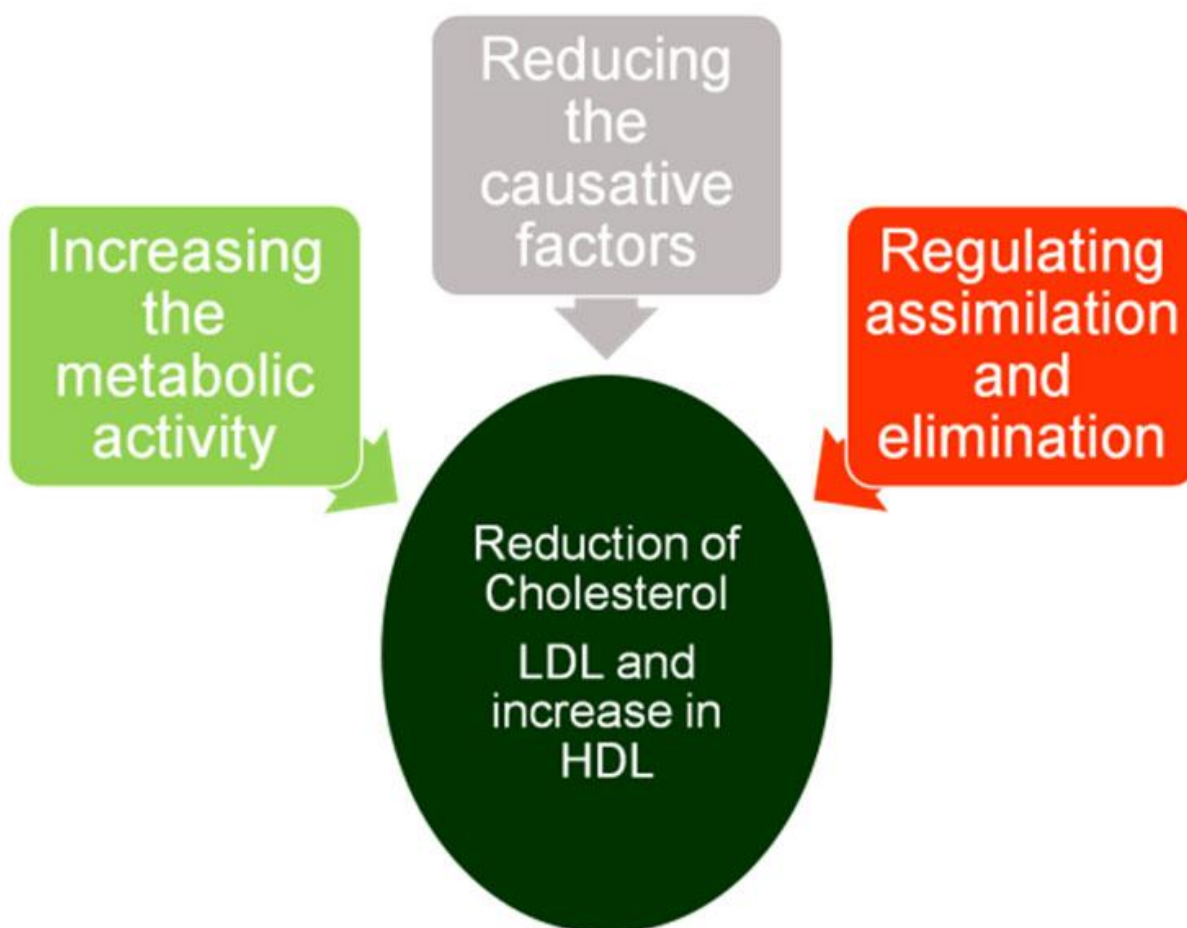 Reducing
the
causative
factors
Increasing
the
metabolic
activity
Regulating
assimilation
and
elimination
Reduction of
Cholesterol
LDL and
increase in
HDL